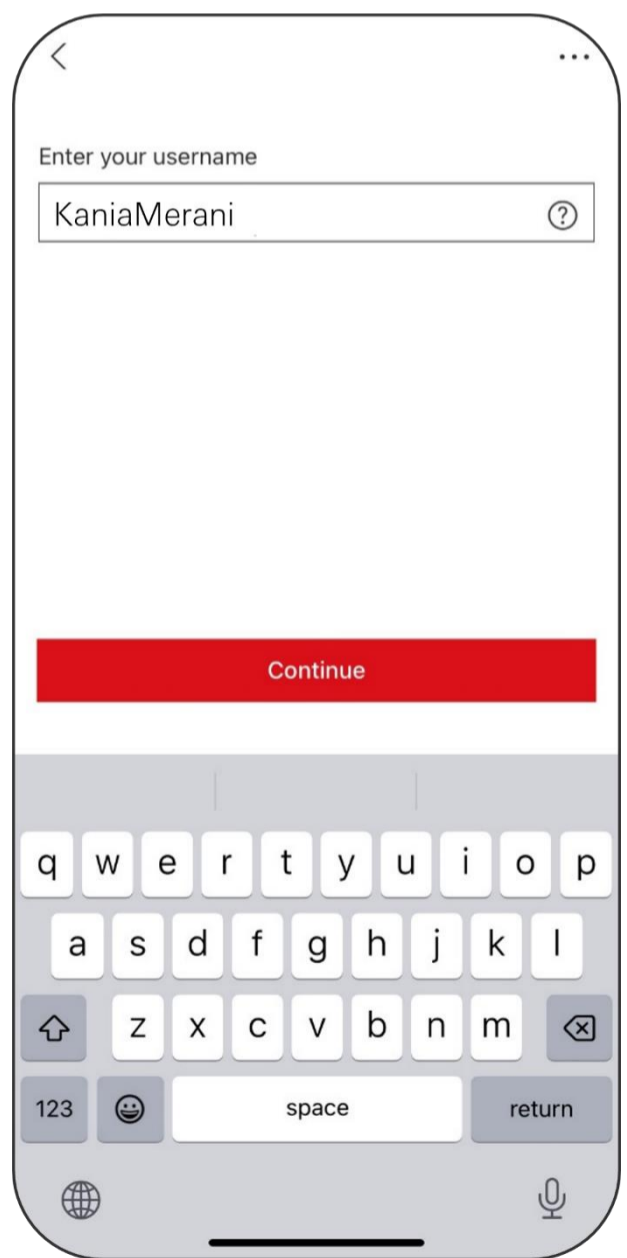 Enter your username
KaniaMerani
Continue
q w e r t y u i o p
a s d f g h j k l
z x c v b n m
123 space return